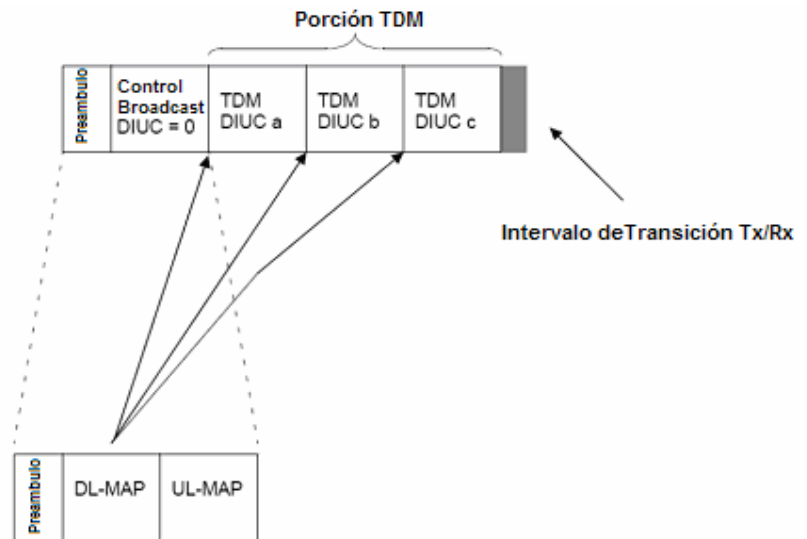 Porción TDM
Preambulo
Control
Broadcast
DIUC = 0
TDM
DIUC a
TDM
DIUC b
TDM
DIUC c
Intervalo deTransición Tx/Rx
Preambulo
DL-MAP
UL-MAP